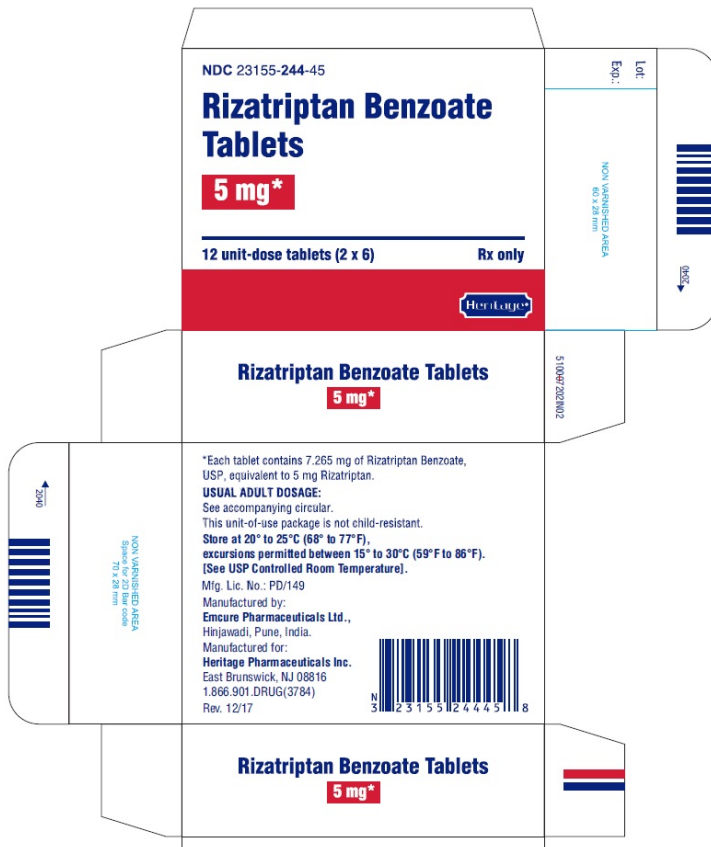 NDC 23155-244-45
Rizatriptan Benzoate
Tablets
5 mg*
12 unit-dose tablets (2 x 6) Rx only
Heritage
Lot:
Exp.:
NON VARNISHED AREA
60 x 28 mm
2040
Rizatriptan Benzoate Tablets
5 mg*
510097202IN02
*Each tablet contains 7.265 mg of Rizatriptan Benzoate,
USP, equivalent to 5 mg Rizatriptan.
USUAL ADULT DOSAGE:
See accompanying circular.
This unit-of-use package is not child-resistant.
Store at 20° to 25°C (68° to 77°F),
excursions permitted between 15° to 30°C (59°F to 86°F).
[See USP Controlled Room Temperature].
Mfg. Lic. No.: PD/149
Manufactured by:
Emcure Pharmaceuticals Ltd.,
Hinjawadi, Pune, India.
Manufactured for:
Heritage Pharmaceuticals Inc.
East Brunswick, NJ 08816
1.866.901.DRUG(3784)
Rev. 12/17
N
3 23155 24445 8
2040
NON VARNISHED AREA
Space for 2D Bar code
70 x 28 mm
Rizatriptan Benzoate Tablets
5 mg*